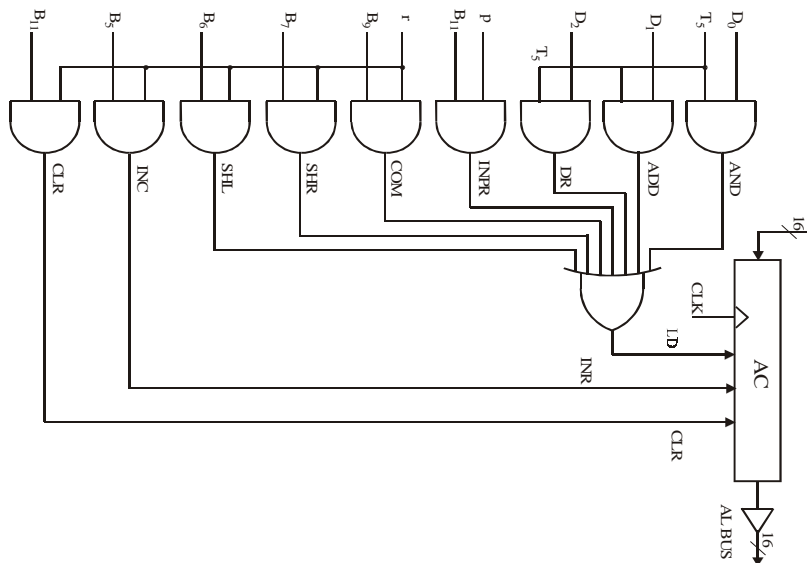 B₁₁
B₅
B₆
B₇
B₉
r
B₁₁
p
T₅
D₂
D₁
T₅
D₀
CLR
INC
SHL
SHR
COM
INPR
DR
ADD
AND
16
CLK
LD
AC
INR
CLR
AL BUS
16